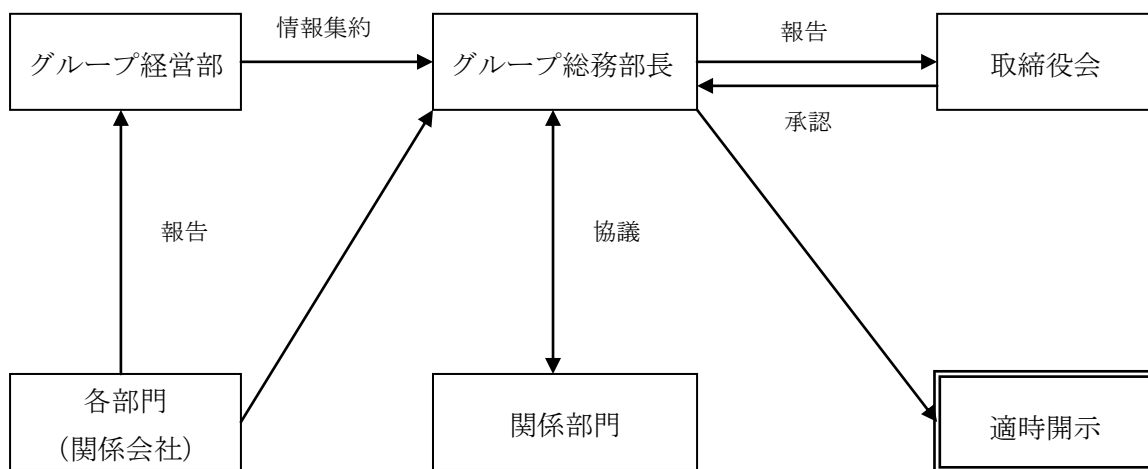 情報集約
報告
グループ経営部
グループ総務部長
取締役会
承認
報告
協議
各部門
（関係会社）
関係部門
適時開示